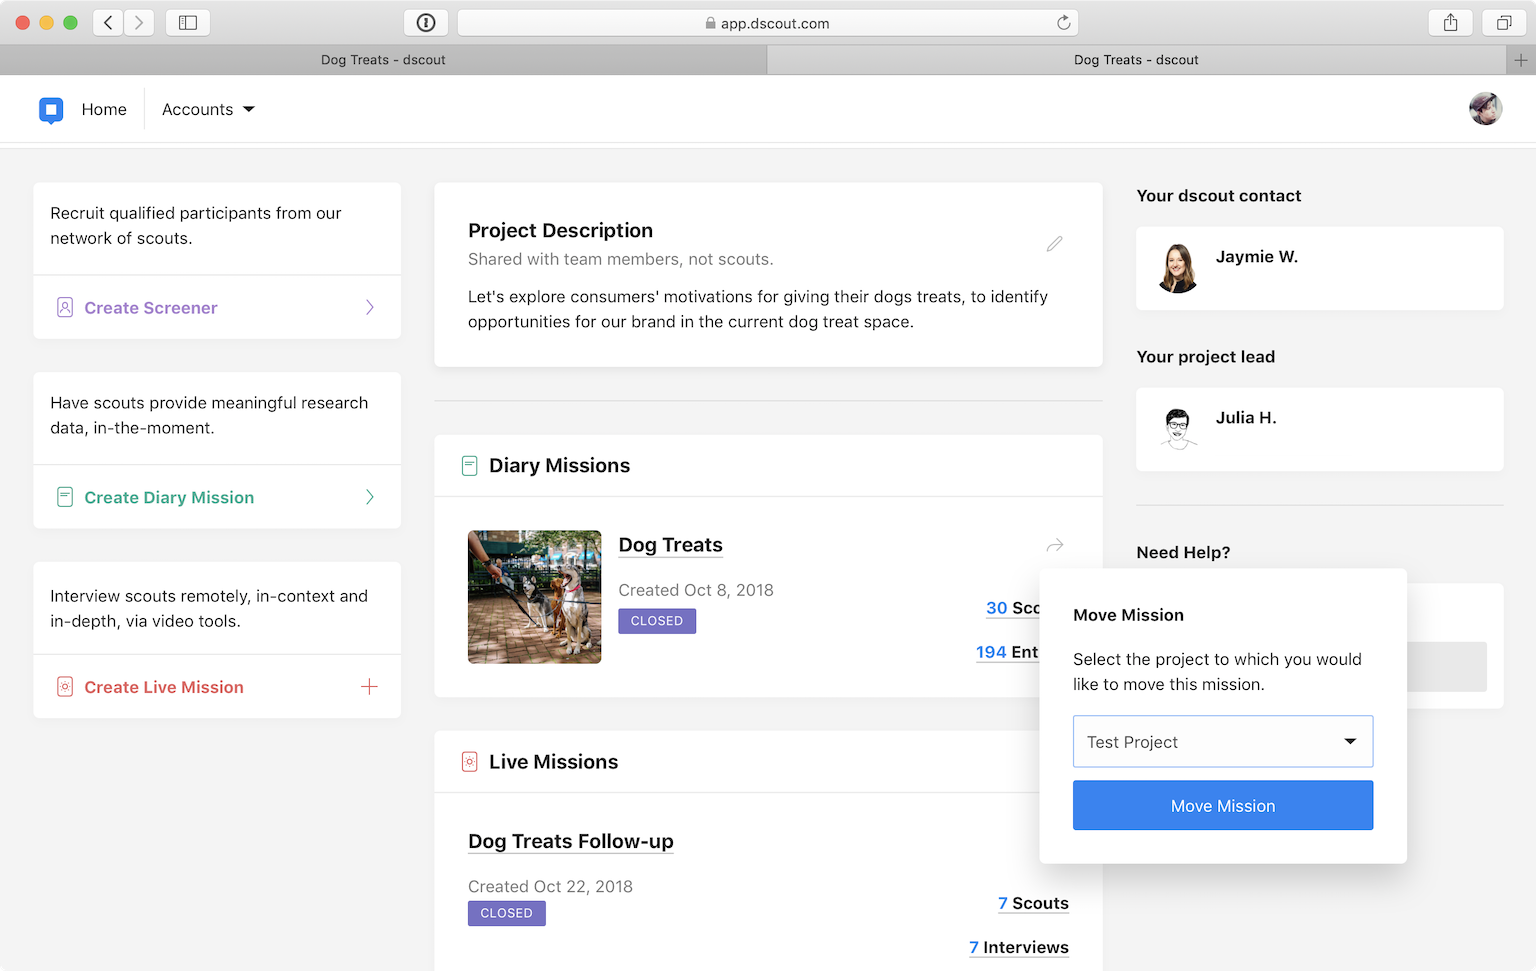 app.dscout.com
Dog Treats - dscout
Dog Treats - dscout
Home
Accounts
Recruit qualified participants from our
network of scouts.
Create Screener
Have scouts provide meaningful research
data, in-the-moment.
Create Diary Mission
Interview scouts remotely, in-context and
in-depth, via video tools.
Create Live Mission
Project Description
Shared with team members, not scouts.
Let's explore consumers' motivations for giving their dogs treats, to identify
opportunities for our brand in the current dog treat space.
Diary Missions
Dog Treats
Created Oct 8, 2018
CLOSED
30 Sco
194 Ent
Live Missions
Dog Treats Follow-up
Created Oct 22, 2018
CLOSED
7 Scouts
7 Interviews
Your dscout contact
Jaymie W.
Your project lead
Julia H.
Need Help?
Move Mission
Select the project to which you would
like to move this mission.
Test Project
Move Mission